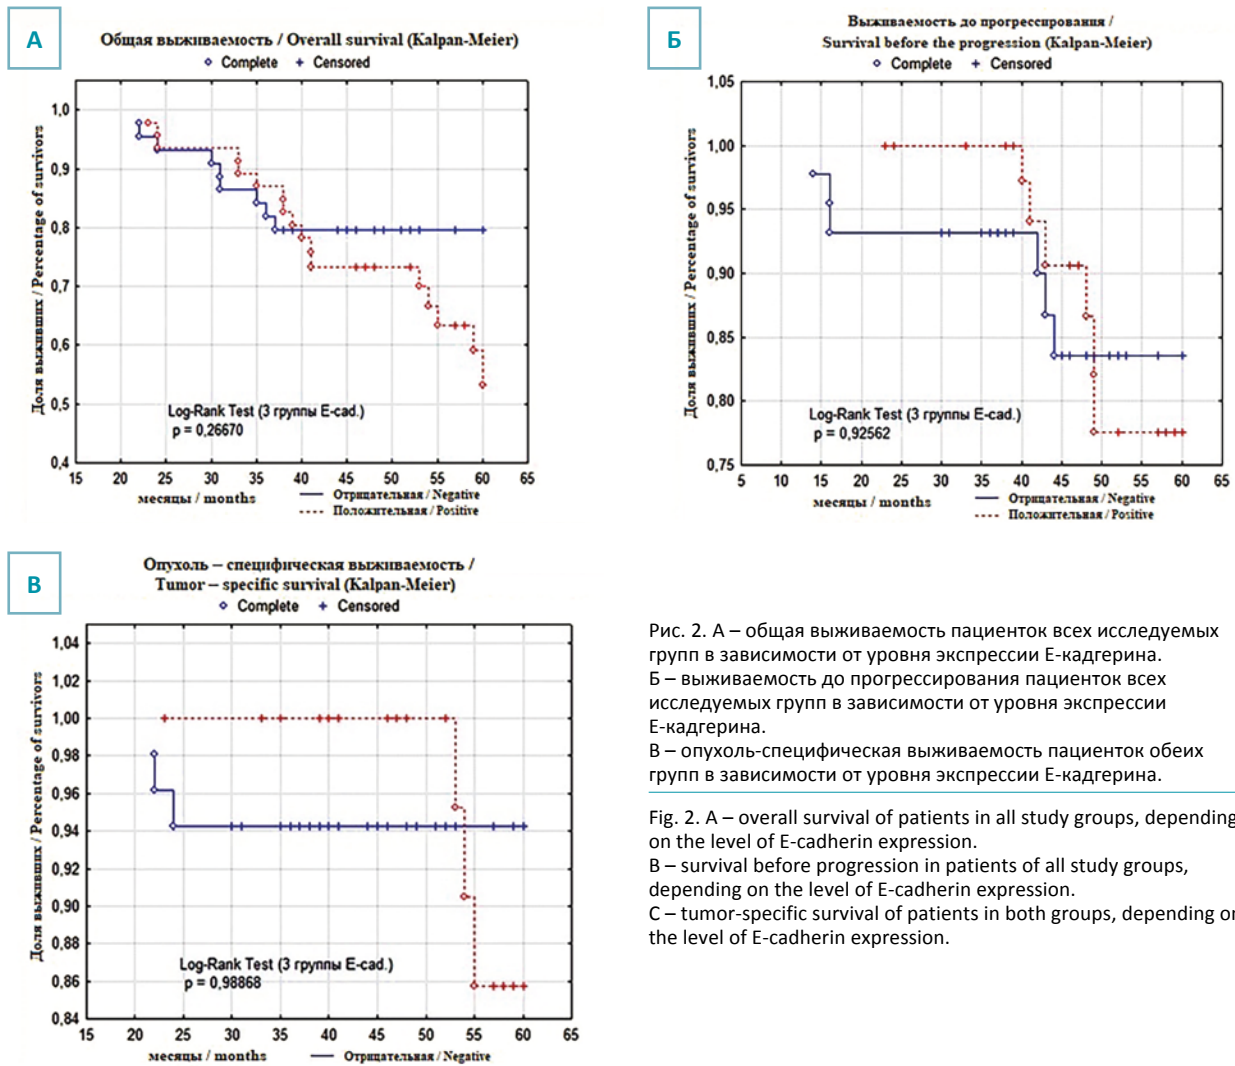 А
Общая выживаемость / Overall survival (Kalpan-Meier)
Complete + Censored
Доля выживших / Percentage of survivors
1,0
0,9
0,8
0,7
0,6
0,5
0,4
Log-Rank Test (3 группы E-cad.)
p = 0,26670
15 20 25 30 35 40 45 50 55 60 65
месяцы / months
Отрицательная / Negative
Положительная / Positive
Б
Выживаемость до прогрессирования /
Survival before the progression (Kalpan-Meier)
Complete + Censored
Доля выживших / Percentage of survivors
1,05
1,00
0,95
0,90
0,85
0,80
0,75
Log-Rank Test (3 группы E-cad.)
p = 0,92562
5 10 15 20 25 30 35 40 45 50 55 60 65
месяцы / months
Отрицательная / Negative
Положительная / Positive
В
Опухоль – специфическая выживаемость /
Tumor – specific survival (Kalpan-Meier)
Complete + Censored
Доля выживших / Percentage of survivors
1,04
1,02
1,00
0,98
0,96
0,94
0,92
0,90
0,88
0,86
0,84
Log-Rank Test (3 группы E-cad.)
p = 0,98868
15 20 25 30 35 40 45 50 55 60 65
месяцы / months
Отрицательная / Negative
Рис. 2. А – общая выживаемость пациенток всех исследуемых
групп в зависимости от уровня экспрессии Е-кадгерина.
Б – выживаемость до прогрессирования пациенток всех
исследуемых групп в зависимости от уровня экспрессии
Е-кадгерина.
В – опухоль-специфическая выживаемость пациенток обеих
групп в зависимости от уровня экспрессии Е-кадгерина.
Fig. 2. A – overall survival of patients in all study groups, depending
on the level of E-cadherin expression.
B – survival before progression in patients of all study groups,
depending on the level of E-cadherin expression.
C – tumor-specific survival of patients in both groups, depending on
the level of E-cadherin expression.